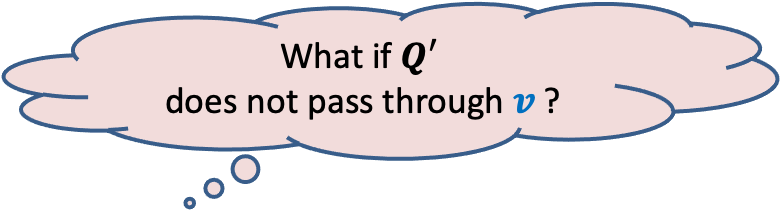 What if Q′
does not pass through v ?